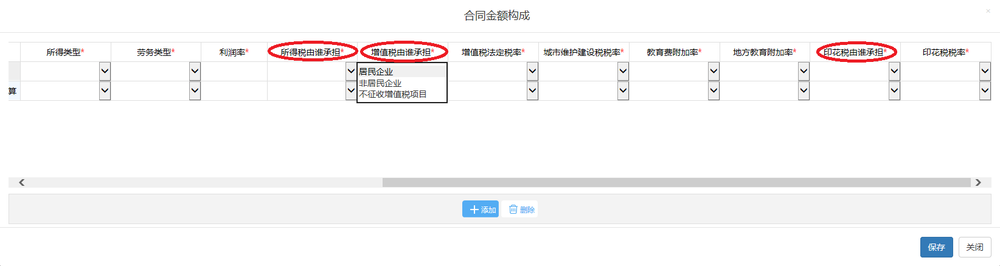 合同金额构成
×
所得类型* 劳务类型* 利润率* 所得税由谁承担* 增值税由谁承担* 增值税法定税率* 城市维护建设税税率* 教育费附加率* 地方教育附加率* 印花税由谁承担* 印花税税率*
居民企业
非居民企业
算 不征收增值税项目
添加 删除
保存 关闭